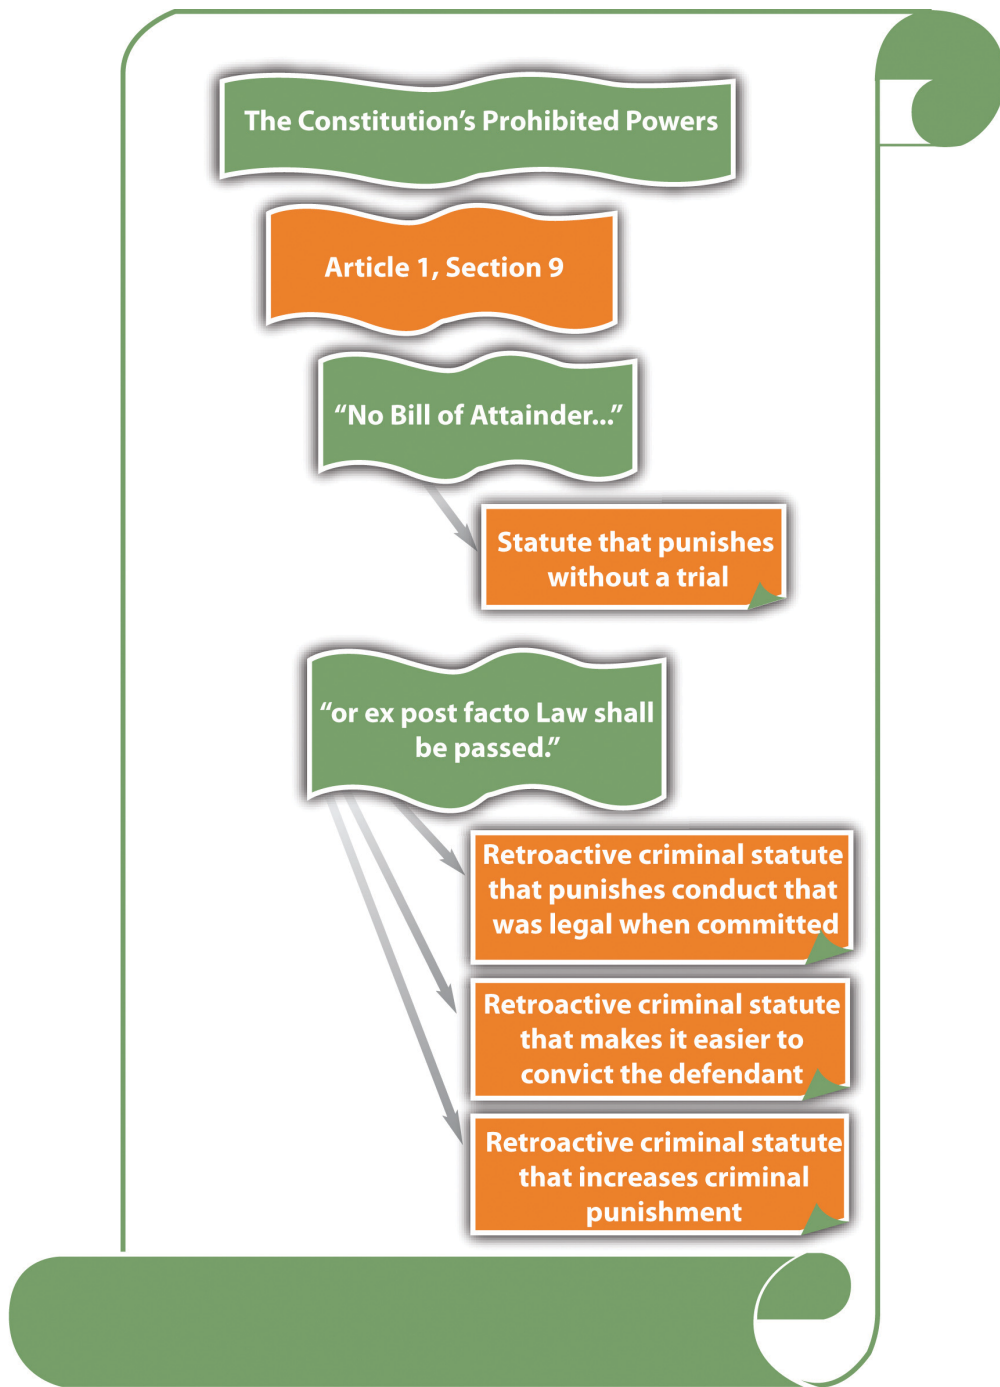 The Constitution’s Prohibited Powers
Article 1, Section 9
“No Bill of Attainder...”
Statute that punishes
without a trial
“or ex post facto Law shall
be passed.”
Retroactive criminal statute
that punishes conduct that
was legal when committed
Retroactive criminal statute
that makes it easier to
convict the defendant
Retroactive criminal statute
that increases criminal
punishment